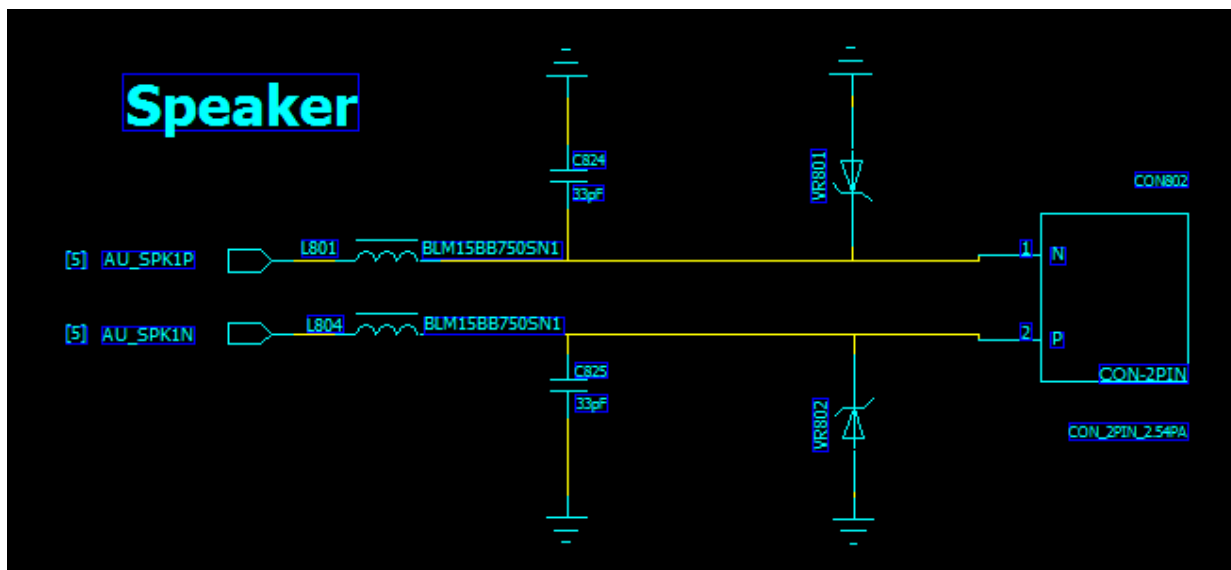 Speaker
C824
33pF
VR801
CON802
[5] AU_SPK1P L801 BLM15BB750SN1 1 N
[5] AU_SPK1N L804 BLM15BB750SN1 2 P
C825
33pF
CON-2PIN
VR802
CON_2PIN_2.54PA